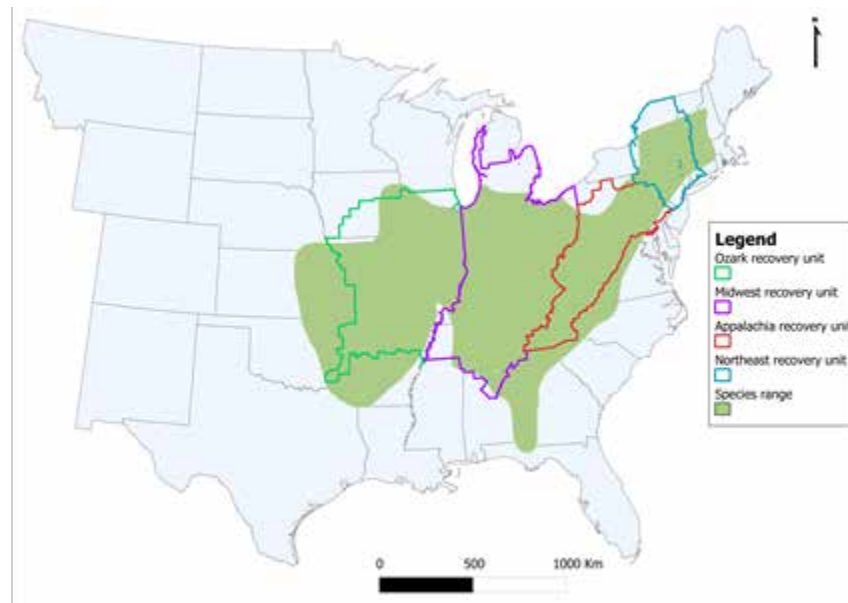 Legend
Ozark recovery unit
Midwest recovery unit
Appalachia recovery unit
Northeast recovery unit
Species range
0 500 1000 Km